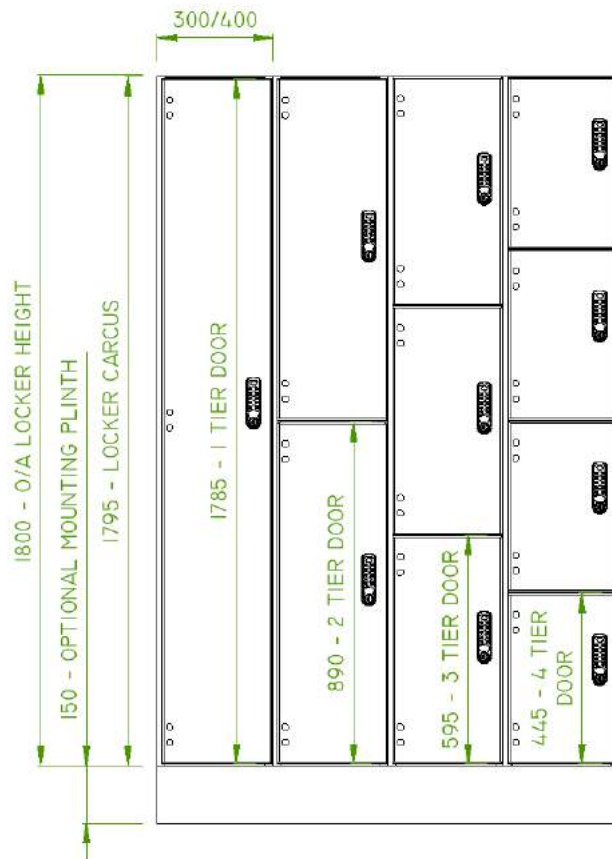 300/400
1800 - O/A LOCKER HEIGHT
150 - OPTIONAL MOUNTING PLINTH
1795 - LOCKER CARCUS
1785 - 1 TIER DOOR
890 - 2 TIER DOOR
595 - 3 TIER DOOR
445 - 4 TIER
DOOR